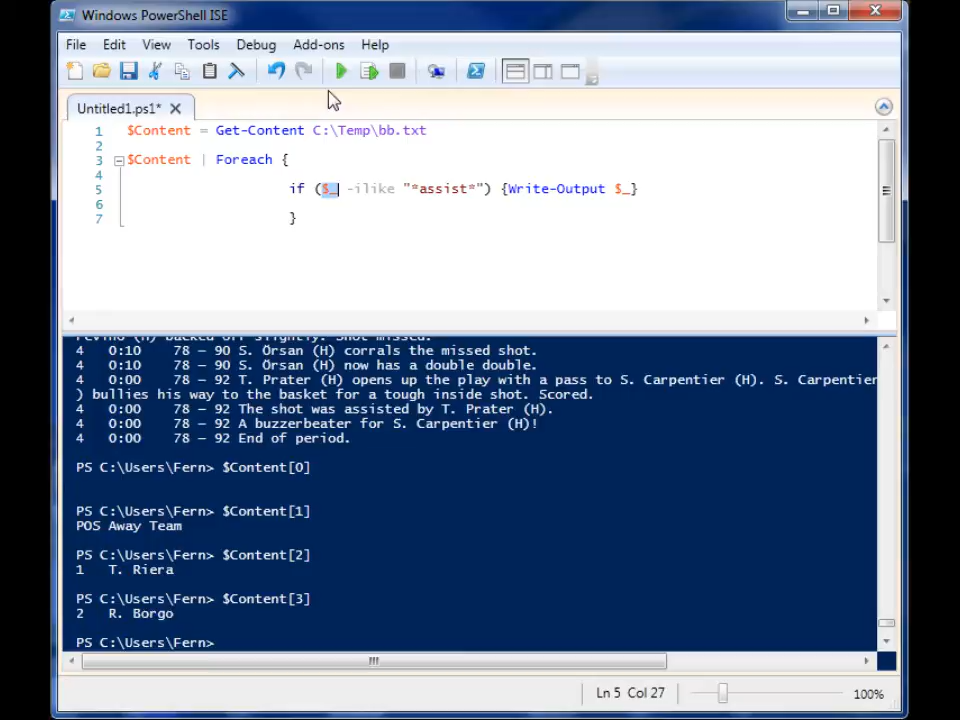 Windows PowerShell ISE
File Edit View Tools Debug Add-ons Help
Untitled1.ps1*
1 $Content = Get-Content C:\Temp\bb.txt
2
3 $Content | Foreach {
4
5 if ($_ -ilike "*assist*") {Write-Output $_}
6
7 }
(H) backed off slightly. Shot missed.
4 0:10 78 – 90 S. Örsan (H) corrals the missed shot.
4 0:10 78 – 90 S. Örsan (H) now has a double double.
4 0:00 78 – 92 T. Prater (H) opens up the play with a pass to S. Carpentier (H). S. Carpentier
) bullies his way to the basket for a tough inside shot. Scored.
4 0:00 78 – 92 The shot was assisted by T. Prater (H).
4 0:00 78 – 92 A buzzerbeater for S. Carpentier (H)!
4 0:00 78 – 92 End of period.
PS C:\Users\Fern> $Content[0]
PS C:\Users\Fern> $Content[1]
POS Away Team
PS C:\Users\Fern> $Content[2]
1 T. Riera
PS C:\Users\Fern> $Content[3]
2 R. Borgo
PS C:\Users\Fern>
Ln 5 Col 27 100%